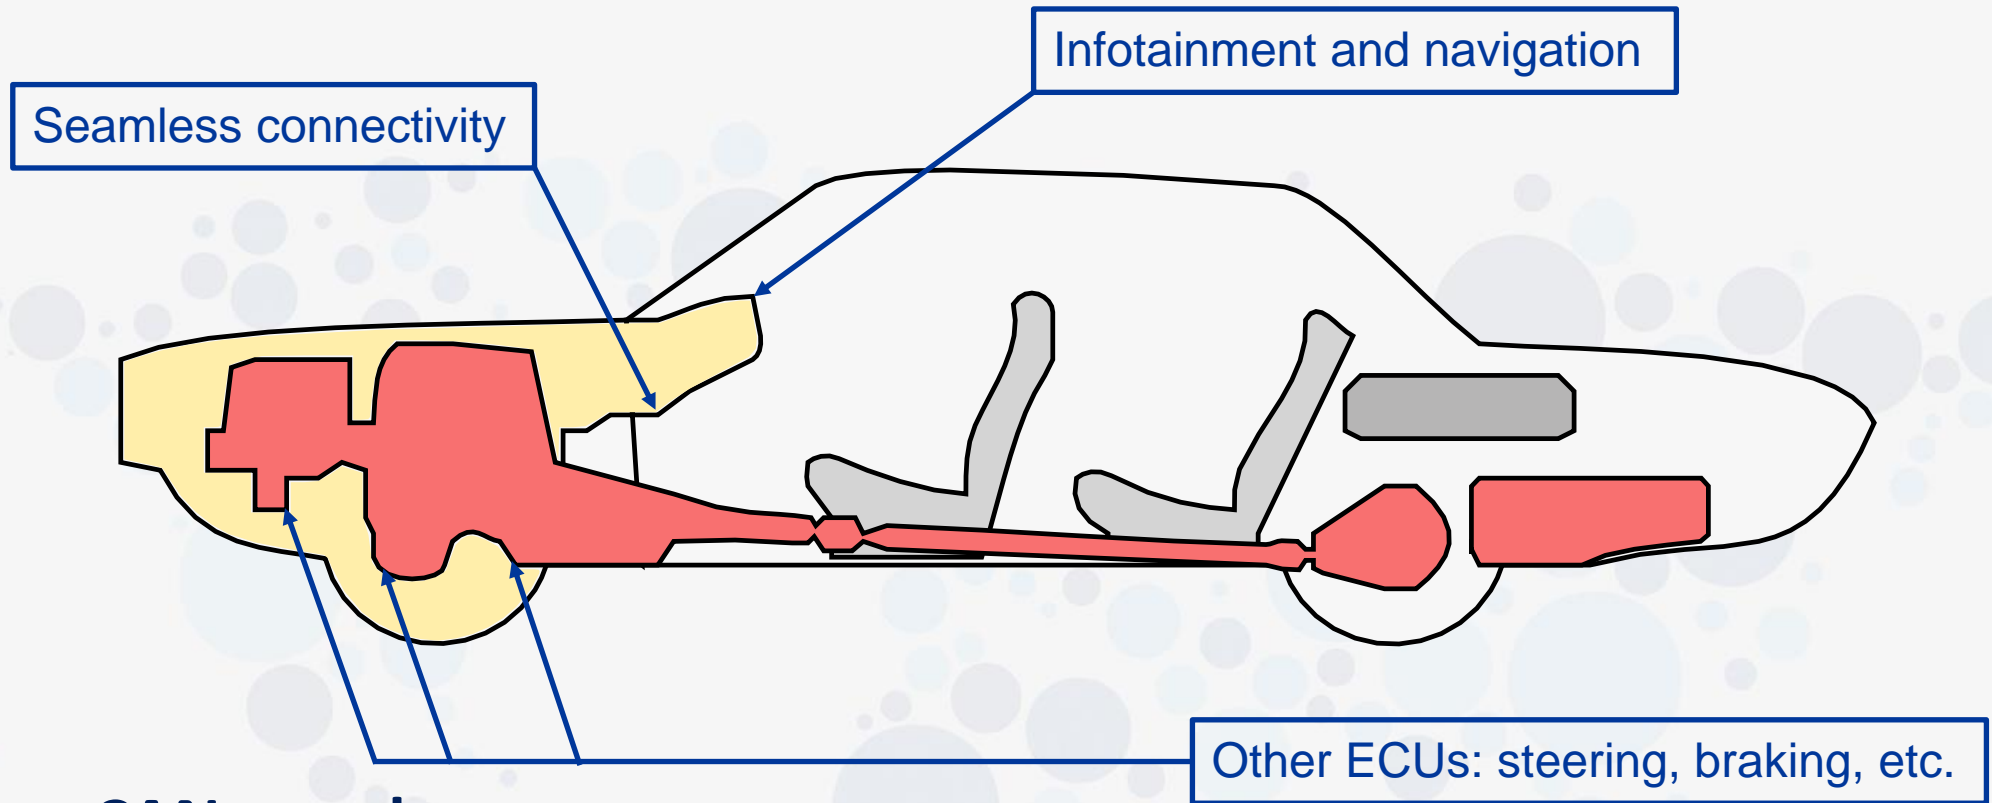 Infotainment and navigation
Seamless connectivity
Other ECUs: steering, braking, etc.